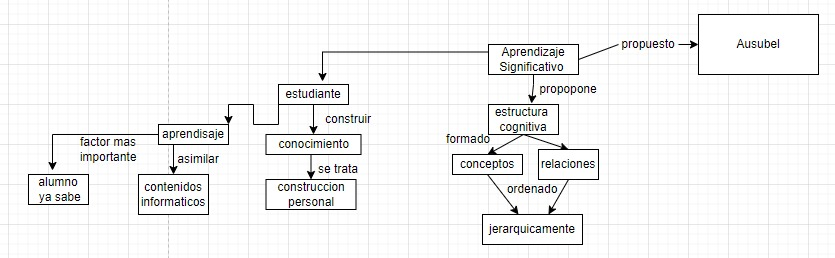 Aprendizaje
Significativo
propuesto
Ausubel
propopone
estudiante
construir
estructura
cognitiva
aprendisaje
factor mas
importante
asimilar
conocimiento
formado
conceptos
relaciones
se trata
alumno
ya sabe
contenidos
informaticos
construccion
personal
ordenado
jerarquicamente